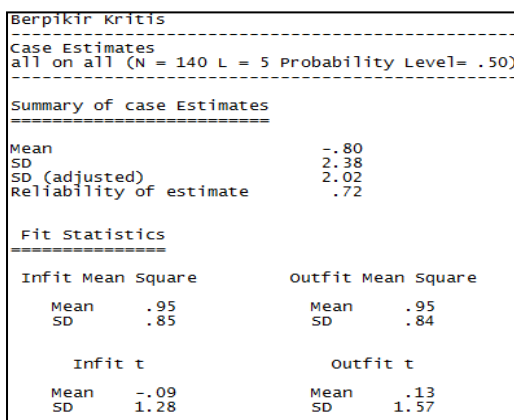 Berpikir Kritis
--------------------------------------------------
Case Estimates
all on all (N = 140 L = 5 Probability Level= .50)
--------------------------------------------------
Summary of case Estimates
=========================
Mean -.80
SD 2.38
SD (adjusted) 2.02
Reliability of estimate .72
Fit Statistics
===============
Infit Mean Square Outfit Mean Square
Mean .95 Mean .95
SD .85 SD .84
Infit t Outfit t
Mean -.09 Mean .13
SD 1.28 SD 1.57